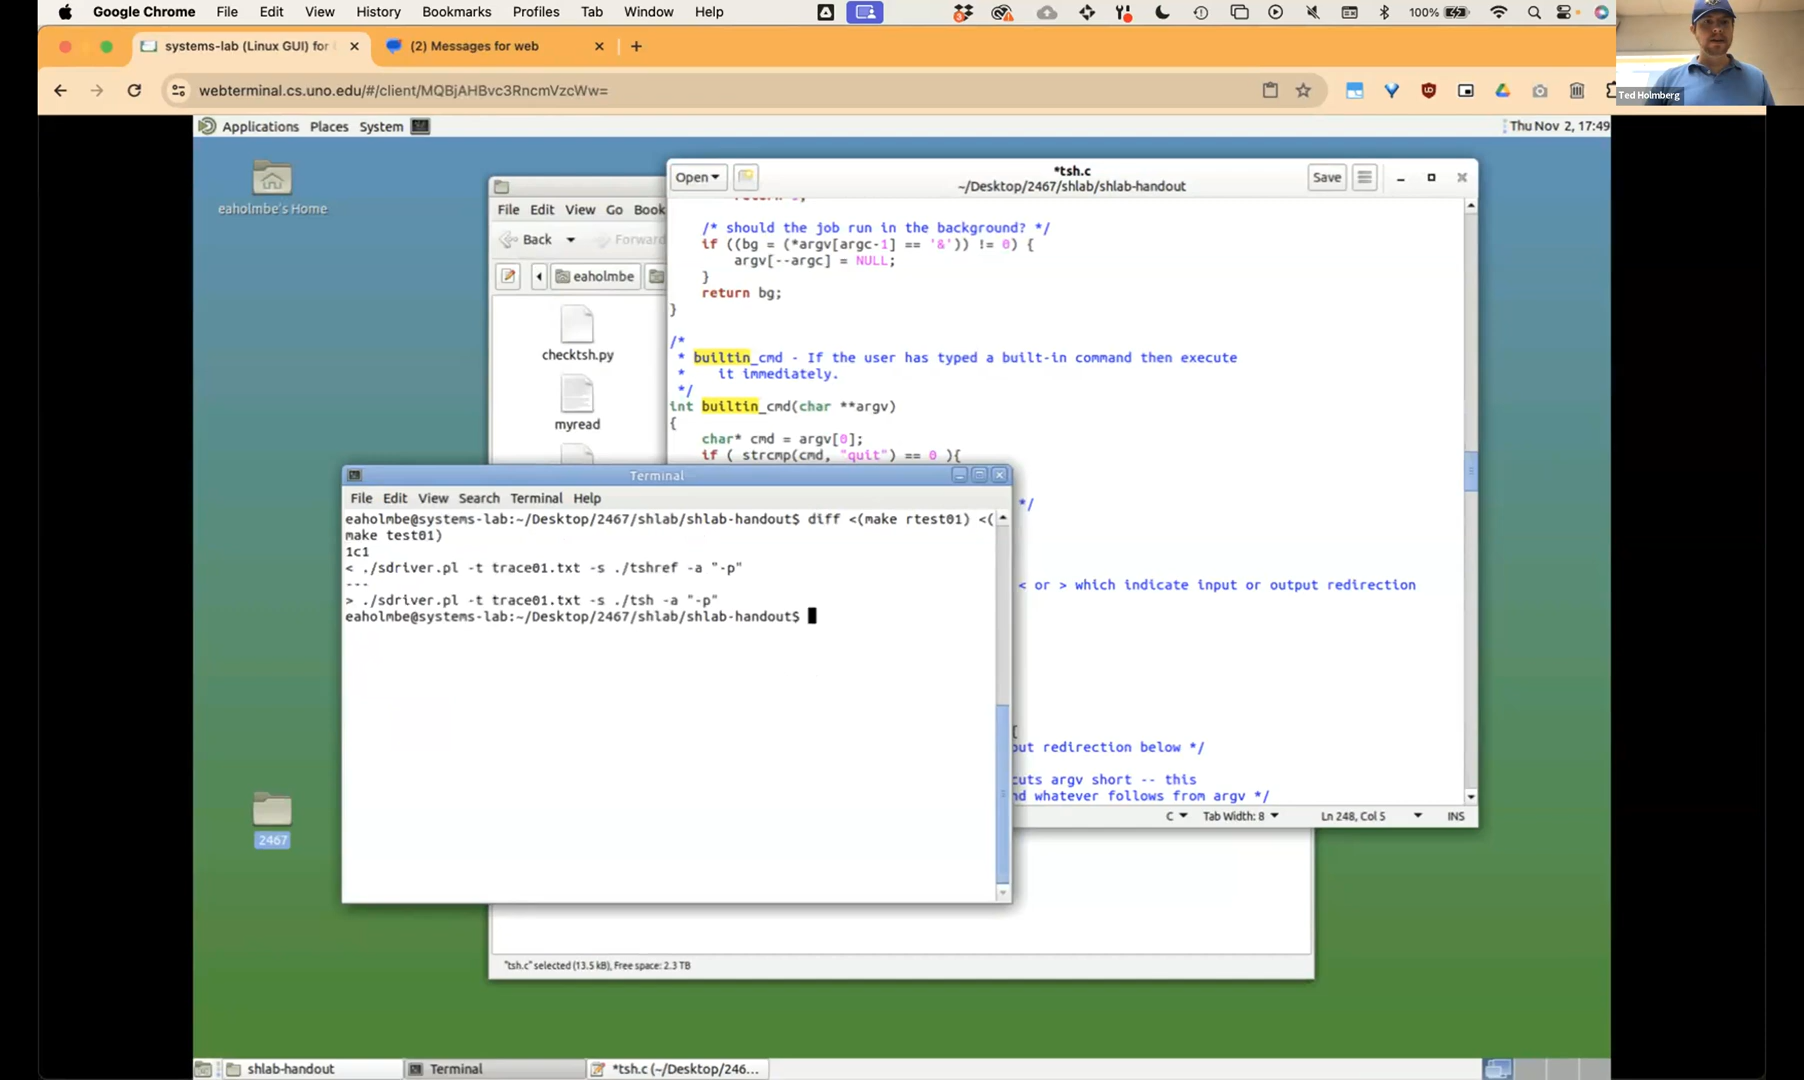 Google Chrome File Edit View History Bookmarks Profiles Tab Window Help 100%
systems-lab (Linux GUI) for
(2) Messages for web
webterminal.cs.uno.edu/#/client/MQBjAHBvc3RncmVzcWw=
Ted Holmberg
Applications Places System
Thu Nov 2, 17:49
eaholmbe's Home
2467
File Edit View Go Book
Back Forward
eaholmbe
checktsh.py
myread
"tsh.c" selected (13.5 kB), Free space: 2.3 TB
Open
*tsh.c
~/Desktop/2467/shlab/shlab-handout
Save
/* should the job run in the background? */
if ((bg = (*argv[argc-1] == '&')) != 0) {
argv[--argc] = NULL;
}
return bg;
}
/*
* builtin_cmd - If the user has typed a built-in command then execute
* it immediately.
*/
int builtin_cmd(char **argv)
{
char* cmd = argv[0];
if ( strcmp(cmd, "quit") == 0 ){
*/
< or > which indicate input or output redirection
{
put redirection below */
cuts argv short -- this
nd whatever follows from argv */
C Tab Width: 8 Ln 248, Col 5 INS
Terminal
File Edit View Search Terminal Help
eaholmbe@systems-lab:~/Desktop/2467/shlab/shlab-handout$ diff <(make rtest01) <(
make test01)
1c1
< ./sdriver.pl -t trace01.txt -s ./tshref -a "-p"
---
> ./sdriver.pl -t trace01.txt -s ./tsh -a "-p"
eaholmbe@systems-lab:~/Desktop/2467/shlab/shlab-handout$
shlab-handout
Terminal
*tsh.c (~/Desktop/246...